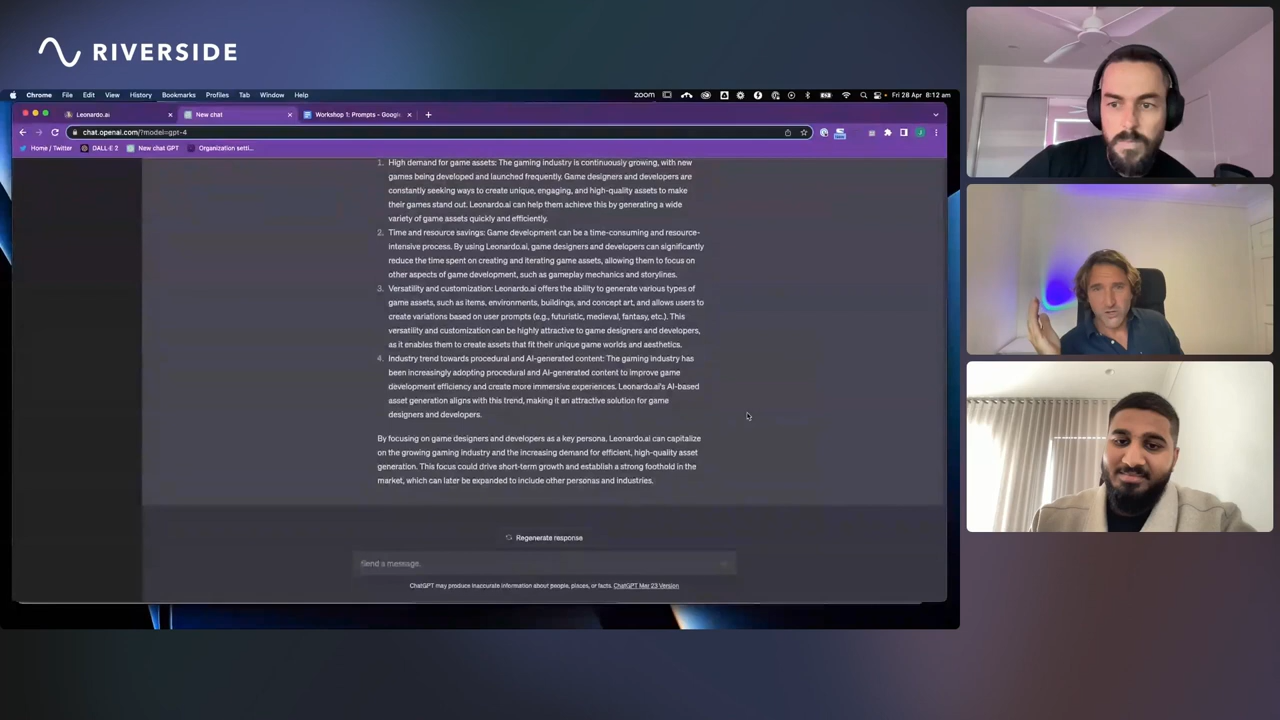 RIVERSIDE
Chrome File Edit View History Bookmarks Profiles Tab Window Help
zoom
Fri 28 Apr 8:12 am
Leonardo.ai
New chat
Workshop 1: Prompts - Google
chat.openai.com/?model=gpt-4
Home / Twitter
DALL·E 2
New chat GPT
Organization setti...
1. High demand for game assets: The gaming industry is continuously growing, with new
games being developed and launched frequently. Game designers and developers are
constantly seeking ways to create unique, engaging, and high-quality assets to make
their games stand out. Leonardo.ai can help them achieve this by generating a wide
variety of game assets quickly and efficiently.
2. Time and resource savings: Game development can be a time-consuming and resource-
intensive process. By using Leonardo.ai, game designers and developers can significantly
reduce the time spent on creating and iterating game assets, allowing them to focus on
other aspects of game development, such as gameplay mechanics and storylines.
3. Versatility and customization: Leonardo.ai offers the ability to generate various types of
game assets, such as items, environments, buildings, and concept art, and allows users to
create variations based on user prompts (e.g., futuristic, medieval, fantasy, etc.). This
versatility and customization can be highly attractive to game designers and developers,
as it enables them to create assets that fit their unique game worlds and aesthetics.
4. Industry trend towards procedural and AI-generated content: The gaming industry has
been increasingly adopting procedural and AI-generated content to improve game
development efficiency and create more immersive experiences. Leonardo.ai's AI-based
asset generation aligns with this trend, making it an attractive solution for game
designers and developers.
By focusing on game designers and developers as a key persona, Leonardo.ai can capitalize
on the growing gaming industry and the increasing demand for efficient, high-quality asset
generation. This focus could drive short-term growth and establish a strong foothold in the
market, which can later be expanded to include other personas and industries.
Regenerate response
Send a message.
ChatGPT may produce inaccurate information about people, places, or facts. ChatGPT Mar 23 Version